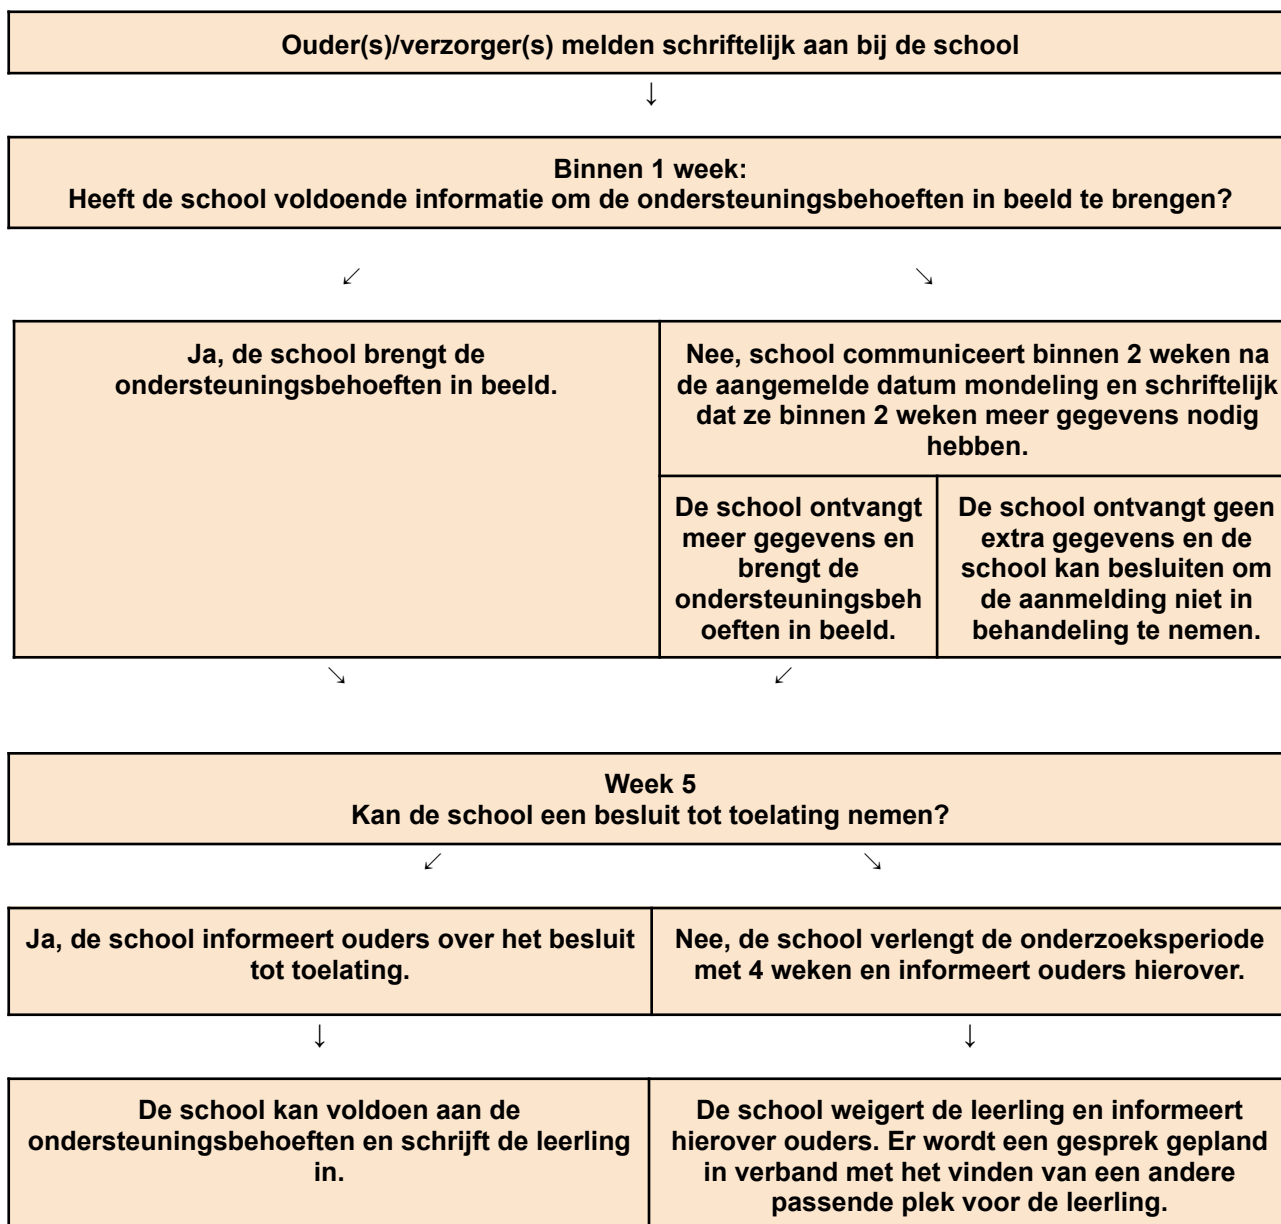 Ouder(s)/verzorger(s) melden schriftelijk aan bij de school
↓
Binnen 1 week:
Heeft de school voldoende informatie om de ondersteuningsbehoeften in beeld te brengen?
↙ ↘
Ja, de school brengt de
ondersteuningsbehoeften in beeld.
Nee, school communiceert binnen 2 weken na
de aangemelde datum mondeling en schriftelijk
dat ze binnen 2 weken meer gegevens nodig
hebben.
De school ontvangt
meer gegevens en
brengt de
ondersteuningsbeh
oeften in beeld.
De school ontvangt geen
extra gegevens en de
school kan besluiten om
de aanmelding niet in
behandeling te nemen.
↘ ↙
Week 5
Kan de school een besluit tot toelating nemen?
↙ ↘
Ja, de school informeert ouders over het besluit
tot toelating.
Nee, de school verlengt de onderzoeksperiode
met 4 weken en informeert ouders hierover.
↓ ↓
De school kan voldoen aan de
ondersteuningsbehoeften en schrijft de leerling
in.
De school weigert de leerling en informeert
hierover ouders. Er wordt een gesprek gepland
in verband met het vinden van een andere
passende plek voor de leerling.